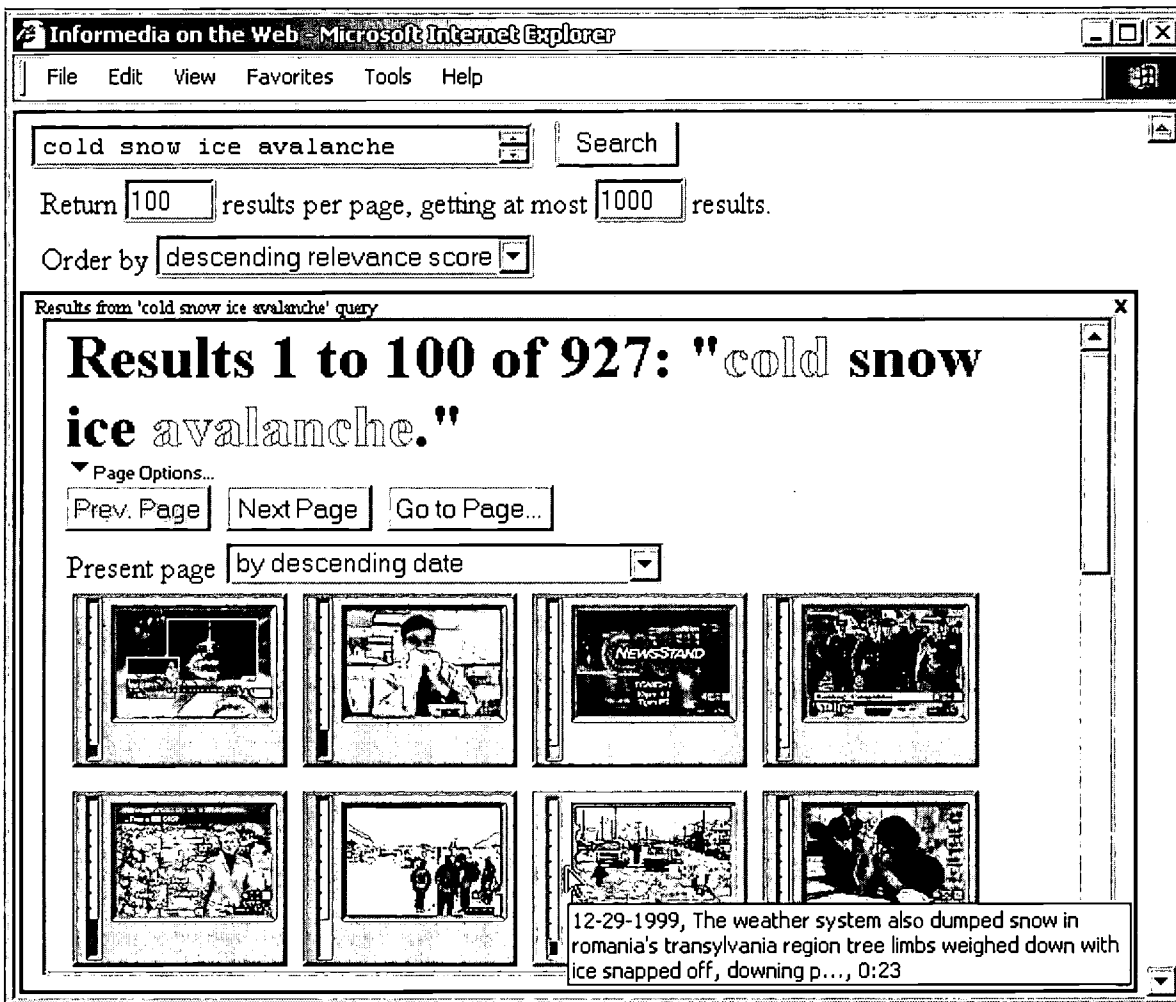 Informedia on the Web - Microsoft Internet Explorer
File Edit View Favorites Tools Help
cold snow ice avalanche Search
Return 100 results per page, getting at most 1000 results.
Order by descending relevance score
Results from 'cold snow ice avalanche' query x
Results 1 to 100 of 927: "cold snow
ice avalanche."
Page Options...
Prev. Page Next Page Go to Page...
Present page by descending date
NEWSSTAND
12-29-1999, The weather system also dumped snow in
romania's transylvania region tree limbs weighed down with
ice snapped off, downing p..., 0:23